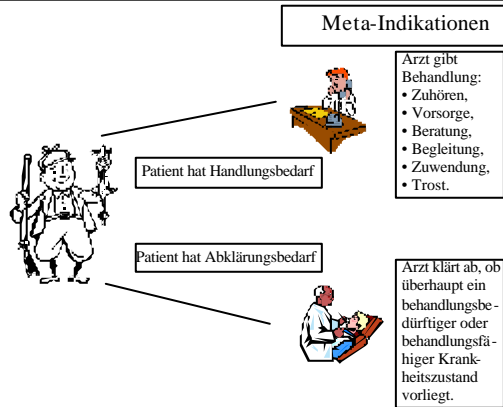 Meta-Indikationen
Arzt gibt
Behandlung:
• Zuhören,
• Vorsorge,
• Beratung,
• Begleitung,
• Zuwendung,
• Trost.
Patient hat Handlungsbedarf
Patient hat Abklärungsbedarf
Arzt klärt ab, ob
überhaupt ein
behandlungsbe-
dürftiger oder
behandlungsfä-
higer Krank-
heitszustand
vorliegt.